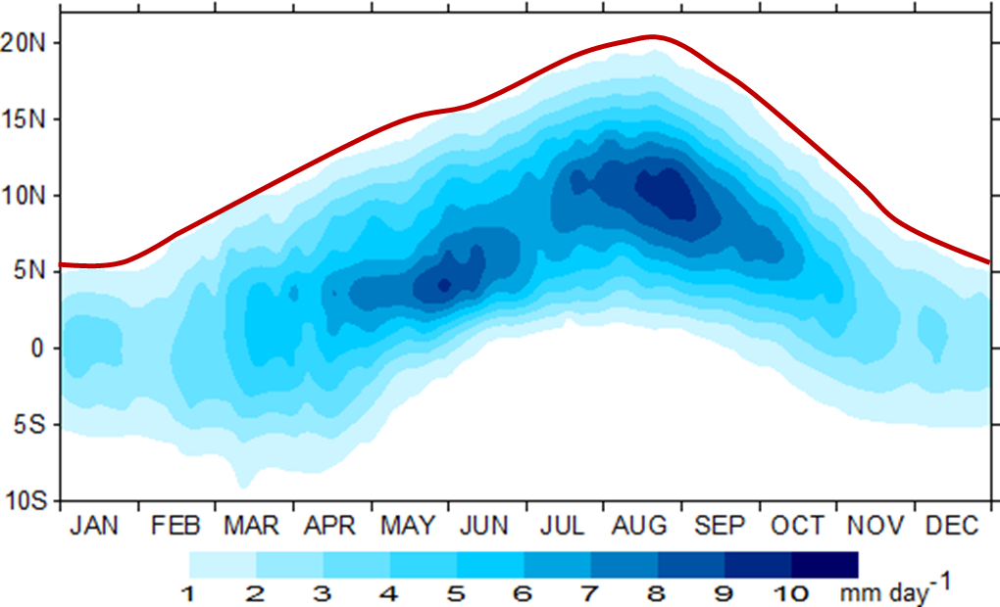 20N
15N
10N
5N
0
5S
10S
JAN FEB MAR APR MAY JUN JUL AUG SEP OCT NOV DEC
1 2 3 4 5 6 7 8 9 10 mm day-1